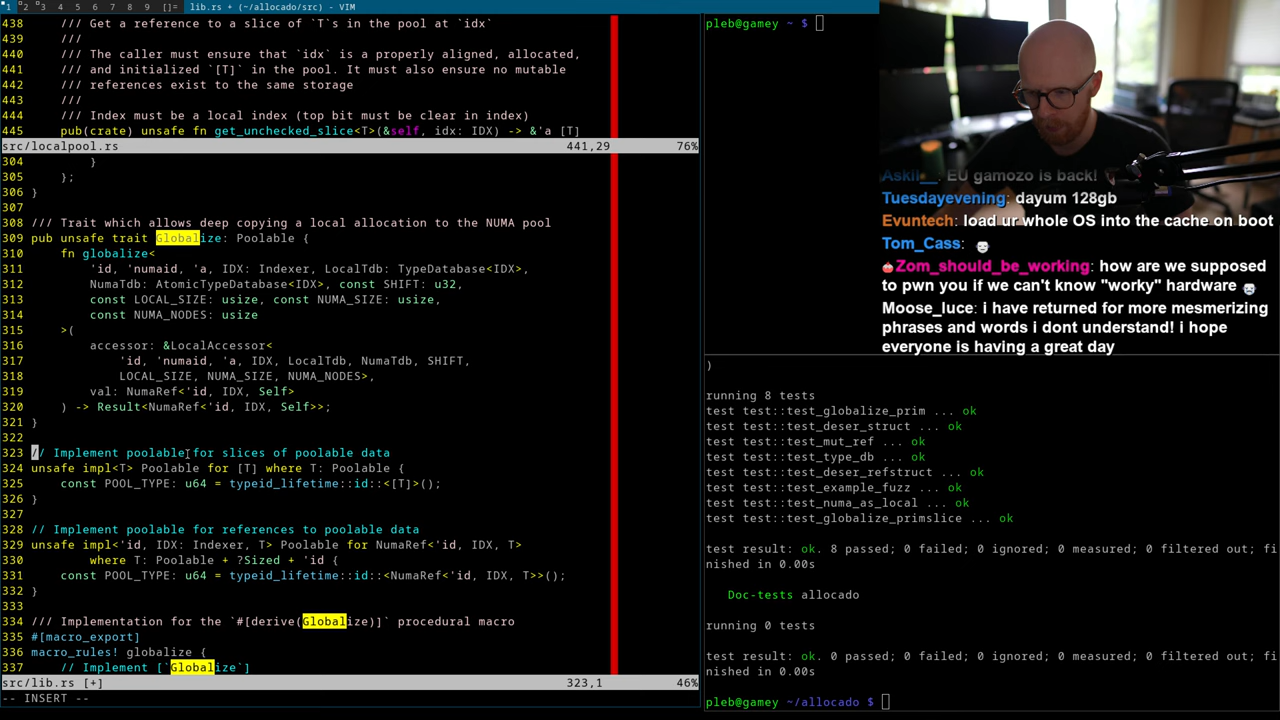 1 2 3 4 5 6 7 8 9 []= lib.rs + (~/allocado/src) - VIM
438     /// Get a reference to a slice of `T`s in the pool at `idx`
439     ///
440     /// The caller must ensure that `idx` is a properly aligned, allocated,
441     /// and initialized `[T]` in the pool. It must also ensure no mutable
442     /// references exist to the same storage
443     ///
444     /// Index must be a local index (top bit must be clear in index)
445     pub(crate) unsafe fn get_unchecked_slice<T>(&self, idx: IDX) -> &'a [T]
src/localpool.rs 441,29 76%
304         }
305     };
306 }
307
308 /// Trait which allows deep copying a local allocation to the NUMA pool
309 pub unsafe trait Globalize: Poolable {
310     fn globalize<
311         'id, 'numaid, 'a, IDX: Indexer, LocalTdb: TypeDatabase<IDX>,
312         NumaTdb: AtomicTypeDatabase<IDX>, const SHIFT: u32,
313         const LOCAL_SIZE: usize, const NUMA_SIZE: usize,
314         const NUMA_NODES: usize
315     >(
316         accessor: &LocalAccessor<
317             'id, 'numaid, 'a, IDX, LocalTdb, NumaTdb, SHIFT,
318             LOCAL_SIZE, NUMA_SIZE, NUMA_NODES>,
319         val: NumaRef<'id, IDX, Self>
320     ) -> Result<NumaRef<'id, IDX, Self>>;
321 }
322
323 // Implement poolable for slices of poolable data
324 unsafe impl<T> Poolable for [T] where T: Poolable {
325     const POOL_TYPE: u64 = typeid_lifetime::id::<[T]>();
326 }
327
328 // Implement poolable for references to poolable data
329 unsafe impl<'id, IDX: Indexer, T> Poolable for NumaRef<'id, IDX, T>
330         where T: Poolable + ?Sized + 'id {
331     const POOL_TYPE: u64 = typeid_lifetime::id::<NumaRef<'id, IDX, T>>();
332 }
333
334 /// Implementation for the `#[derive(Globalize)]` procedural macro
335 #[macro_export]
336 macro_rules! globalize {
337     // Implement [`Globalize`]
src/lib.rs [+] 323,1 46%
-- INSERT --
pleb@gamey ~ $
)
running 8 tests
test test::test_globalize_prim ... ok
test test::test_deser_struct ... ok
test test::test_mut_ref ... ok
test test::test_type_db ... ok
test test::test_deser_refstruct ... ok
test test::test_example_fuzz ... ok
test test::test_numa_as_local ... ok
test test::test_globalize_primslice ... ok
test result: ok. 8 passed; 0 failed; 0 ignored; 0 measured; 0 filtered out; fi
nished in 0.00s
Doc-tests allocado
running 0 tests
test result: ok. 0 passed; 0 failed; 0 ignored; 0 measured; 0 filtered out; fi
nished in 0.00s
pleb@gamey ~/allocado $
EU gamozo is back!
Tuesdayevening: dayum 128gb
Evuntech: load ur whole OS into the cache on boot
Tom_Cass:
Zom_should_be_working: how are we supposed
to pwn you if we can't know "worky" hardware
Moose_luce: i have returned for more mesmerizing
phrases and words i dont understand! i hope
everyone is having a great day